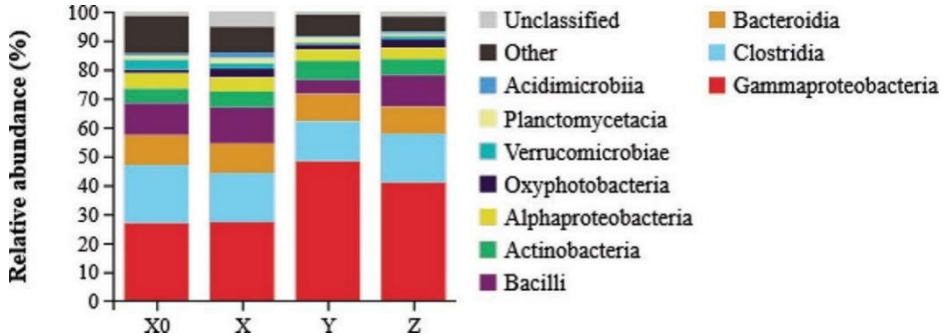 Relative abundance (%)
100
90
80
70
60
50
40
30
20
10
0
X0 X Y Z
Unclassified
Other
Acidimicrobiia
Planctomycetacia
Verrucomicrobiae
Oxyphotobacteria
Alphaproteobacteria
Actinobacteria
Bacilli
Bacteroidia
Clostridia
Gammaproteobacteria